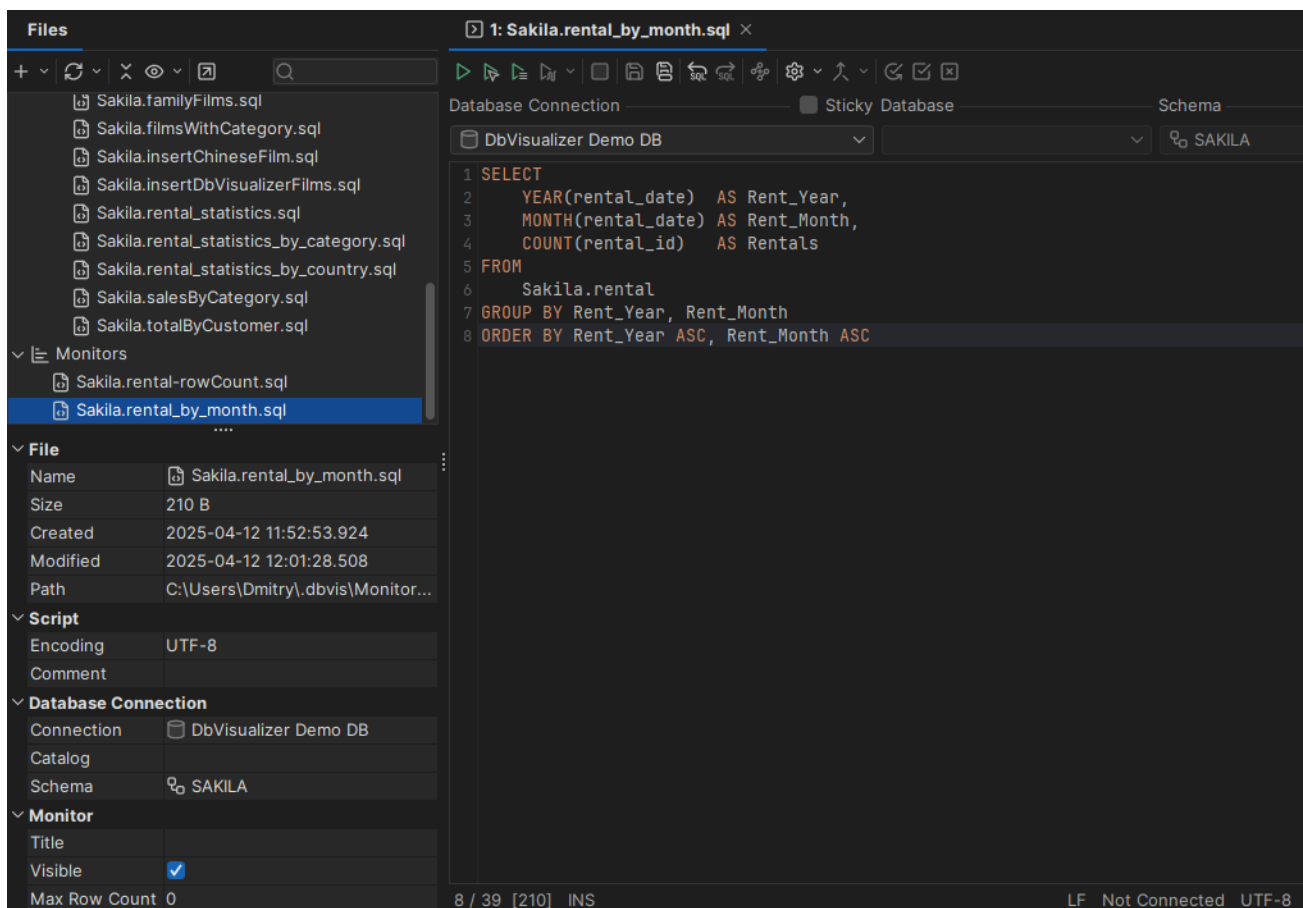 Files
Sakila.familyFilms.sql
Sakila.filmsWithCategory.sql
Sakila.insertChineseFilm.sql
Sakila.insertDbVisualizerFilms.sql
Sakila.rental_statistics.sql
Sakila.rental_statistics_by_category.sql
Sakila.rental_statistics_by_country.sql
Sakila.salesByCategory.sql
Sakila.totalByCustomer.sql
Monitors
Sakila.rental-rowCount.sql
Sakila.rental_by_month.sql
File
Name Sakila.rental_by_month.sql
Size 210 B
Created 2025-04-12 11:52:53.924
Modified 2025-04-12 12:01:28.508
Path C:\Users\Dmitry\.dbvis\Monitor...
Script
Encoding UTF-8
Comment
Database Connection
Connection DbVisualizer Demo DB
Catalog
Schema SAKILA
Monitor
Title
Visible
Max Row Count 0
1: Sakila.rental_by_month.sql
SQL SQL
Database Connection Sticky Database Schema
DbVisualizer Demo DB SAKILA
1 SELECT
2 YEAR(rental_date) AS Rent_Year,
3 MONTH(rental_date) AS Rent_Month,
4 COUNT(rental_id) AS Rentals
5 FROM
6 Sakila.rental
7 GROUP BY Rent_Year, Rent_Month
8 ORDER BY Rent_Year ASC, Rent_Month ASC
8 / 39 [210] INS LF Not Connected UTF-8